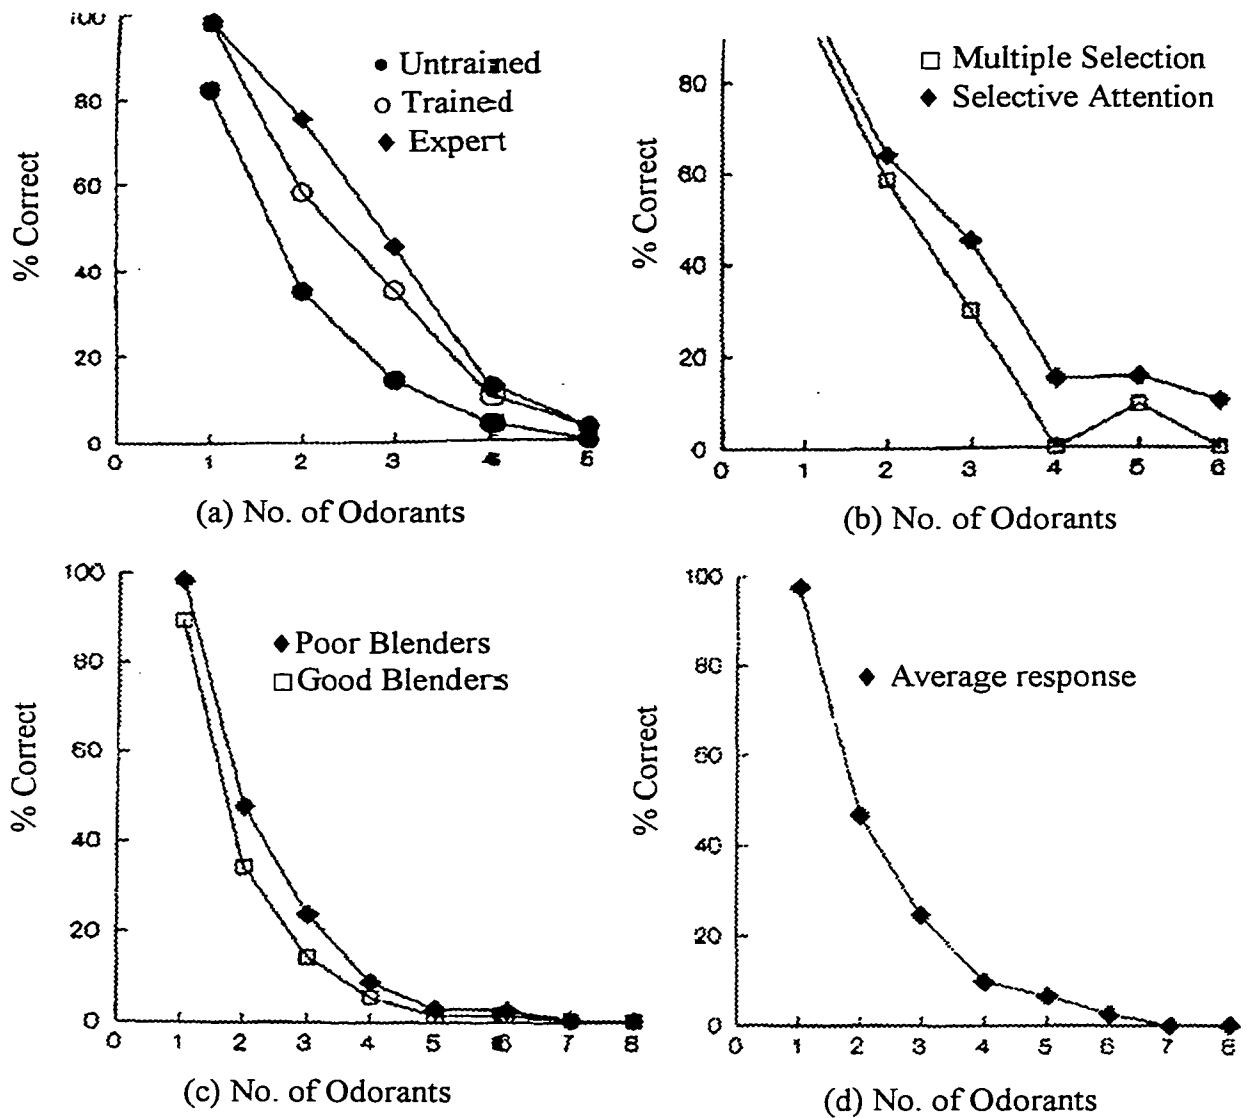 100
80
60
40
20
0
% Correct
● Untrained
○ Trained
◆ Expert
0 1 2 3 4 5
(a) No. of Odorants
80
60
40
20
0
% Correct
□ Multiple Selection
◆ Selective Attention
0 1 2 3 4 5 6
(b) No. of Odorants
100
80
60
40
20
0
% Correct
◆ Poor Blenders
□ Good Blenders
0 1 2 3 4 5 6 7 8
(c) No. of Odorants
100
80
60
40
20
0
% Correct
◆ Average response
0 1 2 3 4 5 6 7 8
(d) No. of Odorants